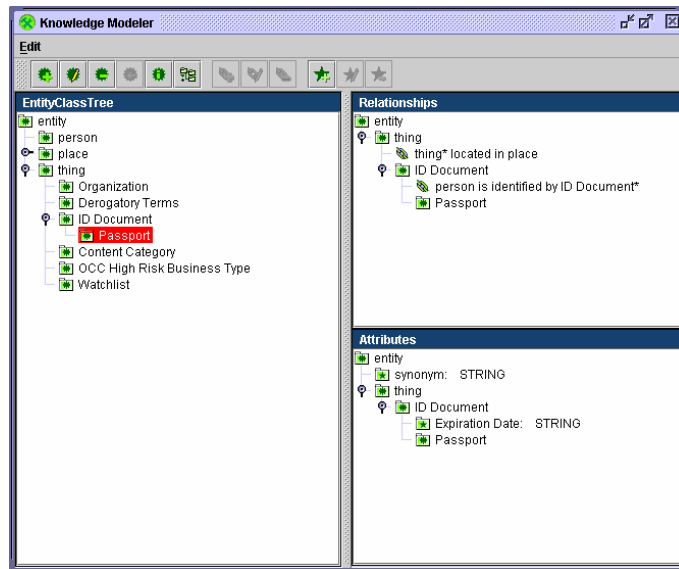 Knowledge Modeler
Edit
EntityClassTree
entity
person
place
thing
Organization
Derogatory Terms
ID Document
Passport
Content Category
OCC High Risk Business Type
Watchlist
Relationships
entity
thing
thing* located in place
ID Document
person is identified by ID Document*
Passport
Attributes
entity
synonym: STRING
thing
ID Document
Expiration Date: STRING
Passport